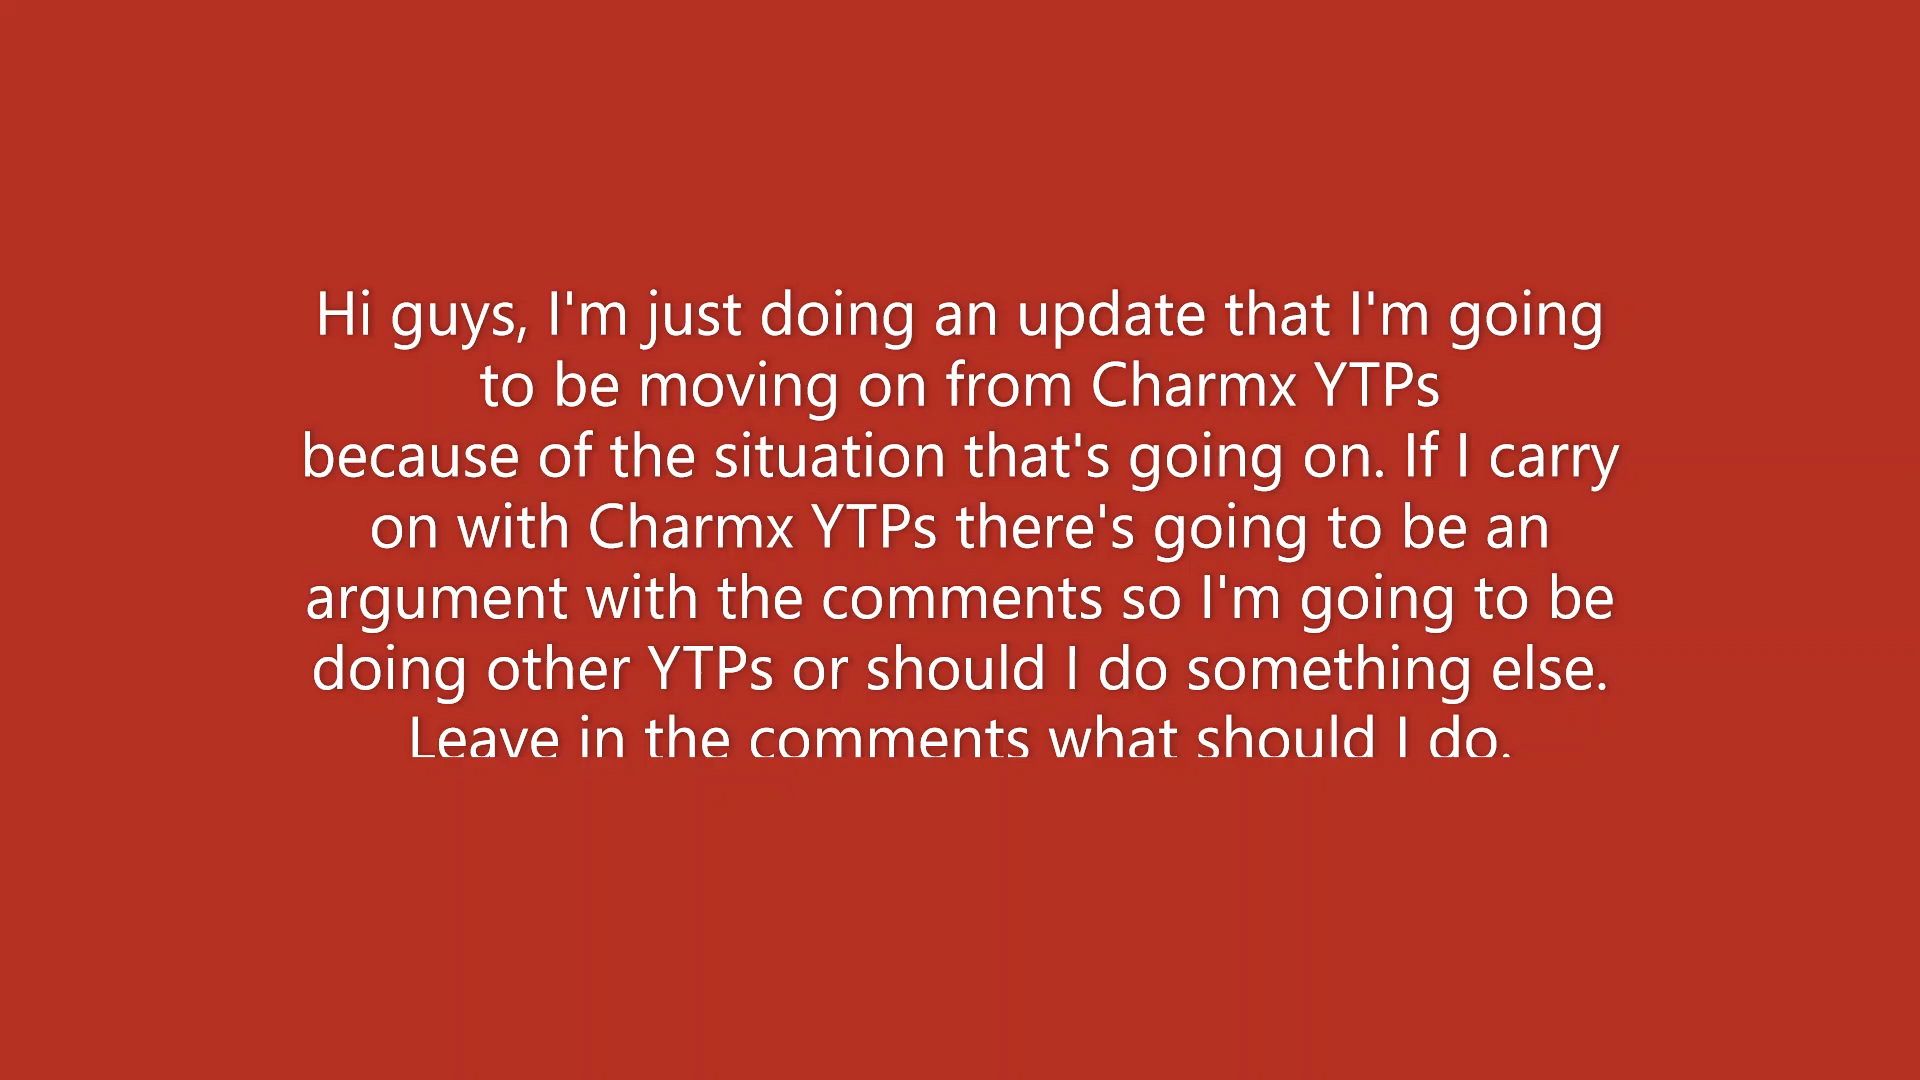 Hi guys, I'm just doing an update that I'm going
to be moving on from Charmx YTPs
because of the situation that's going on. If I carry
on with Charmx YTPs there's going to be an
argument with the comments so I'm going to be
doing other YTPs or should I do something else.
Leave in the comments what should I do.